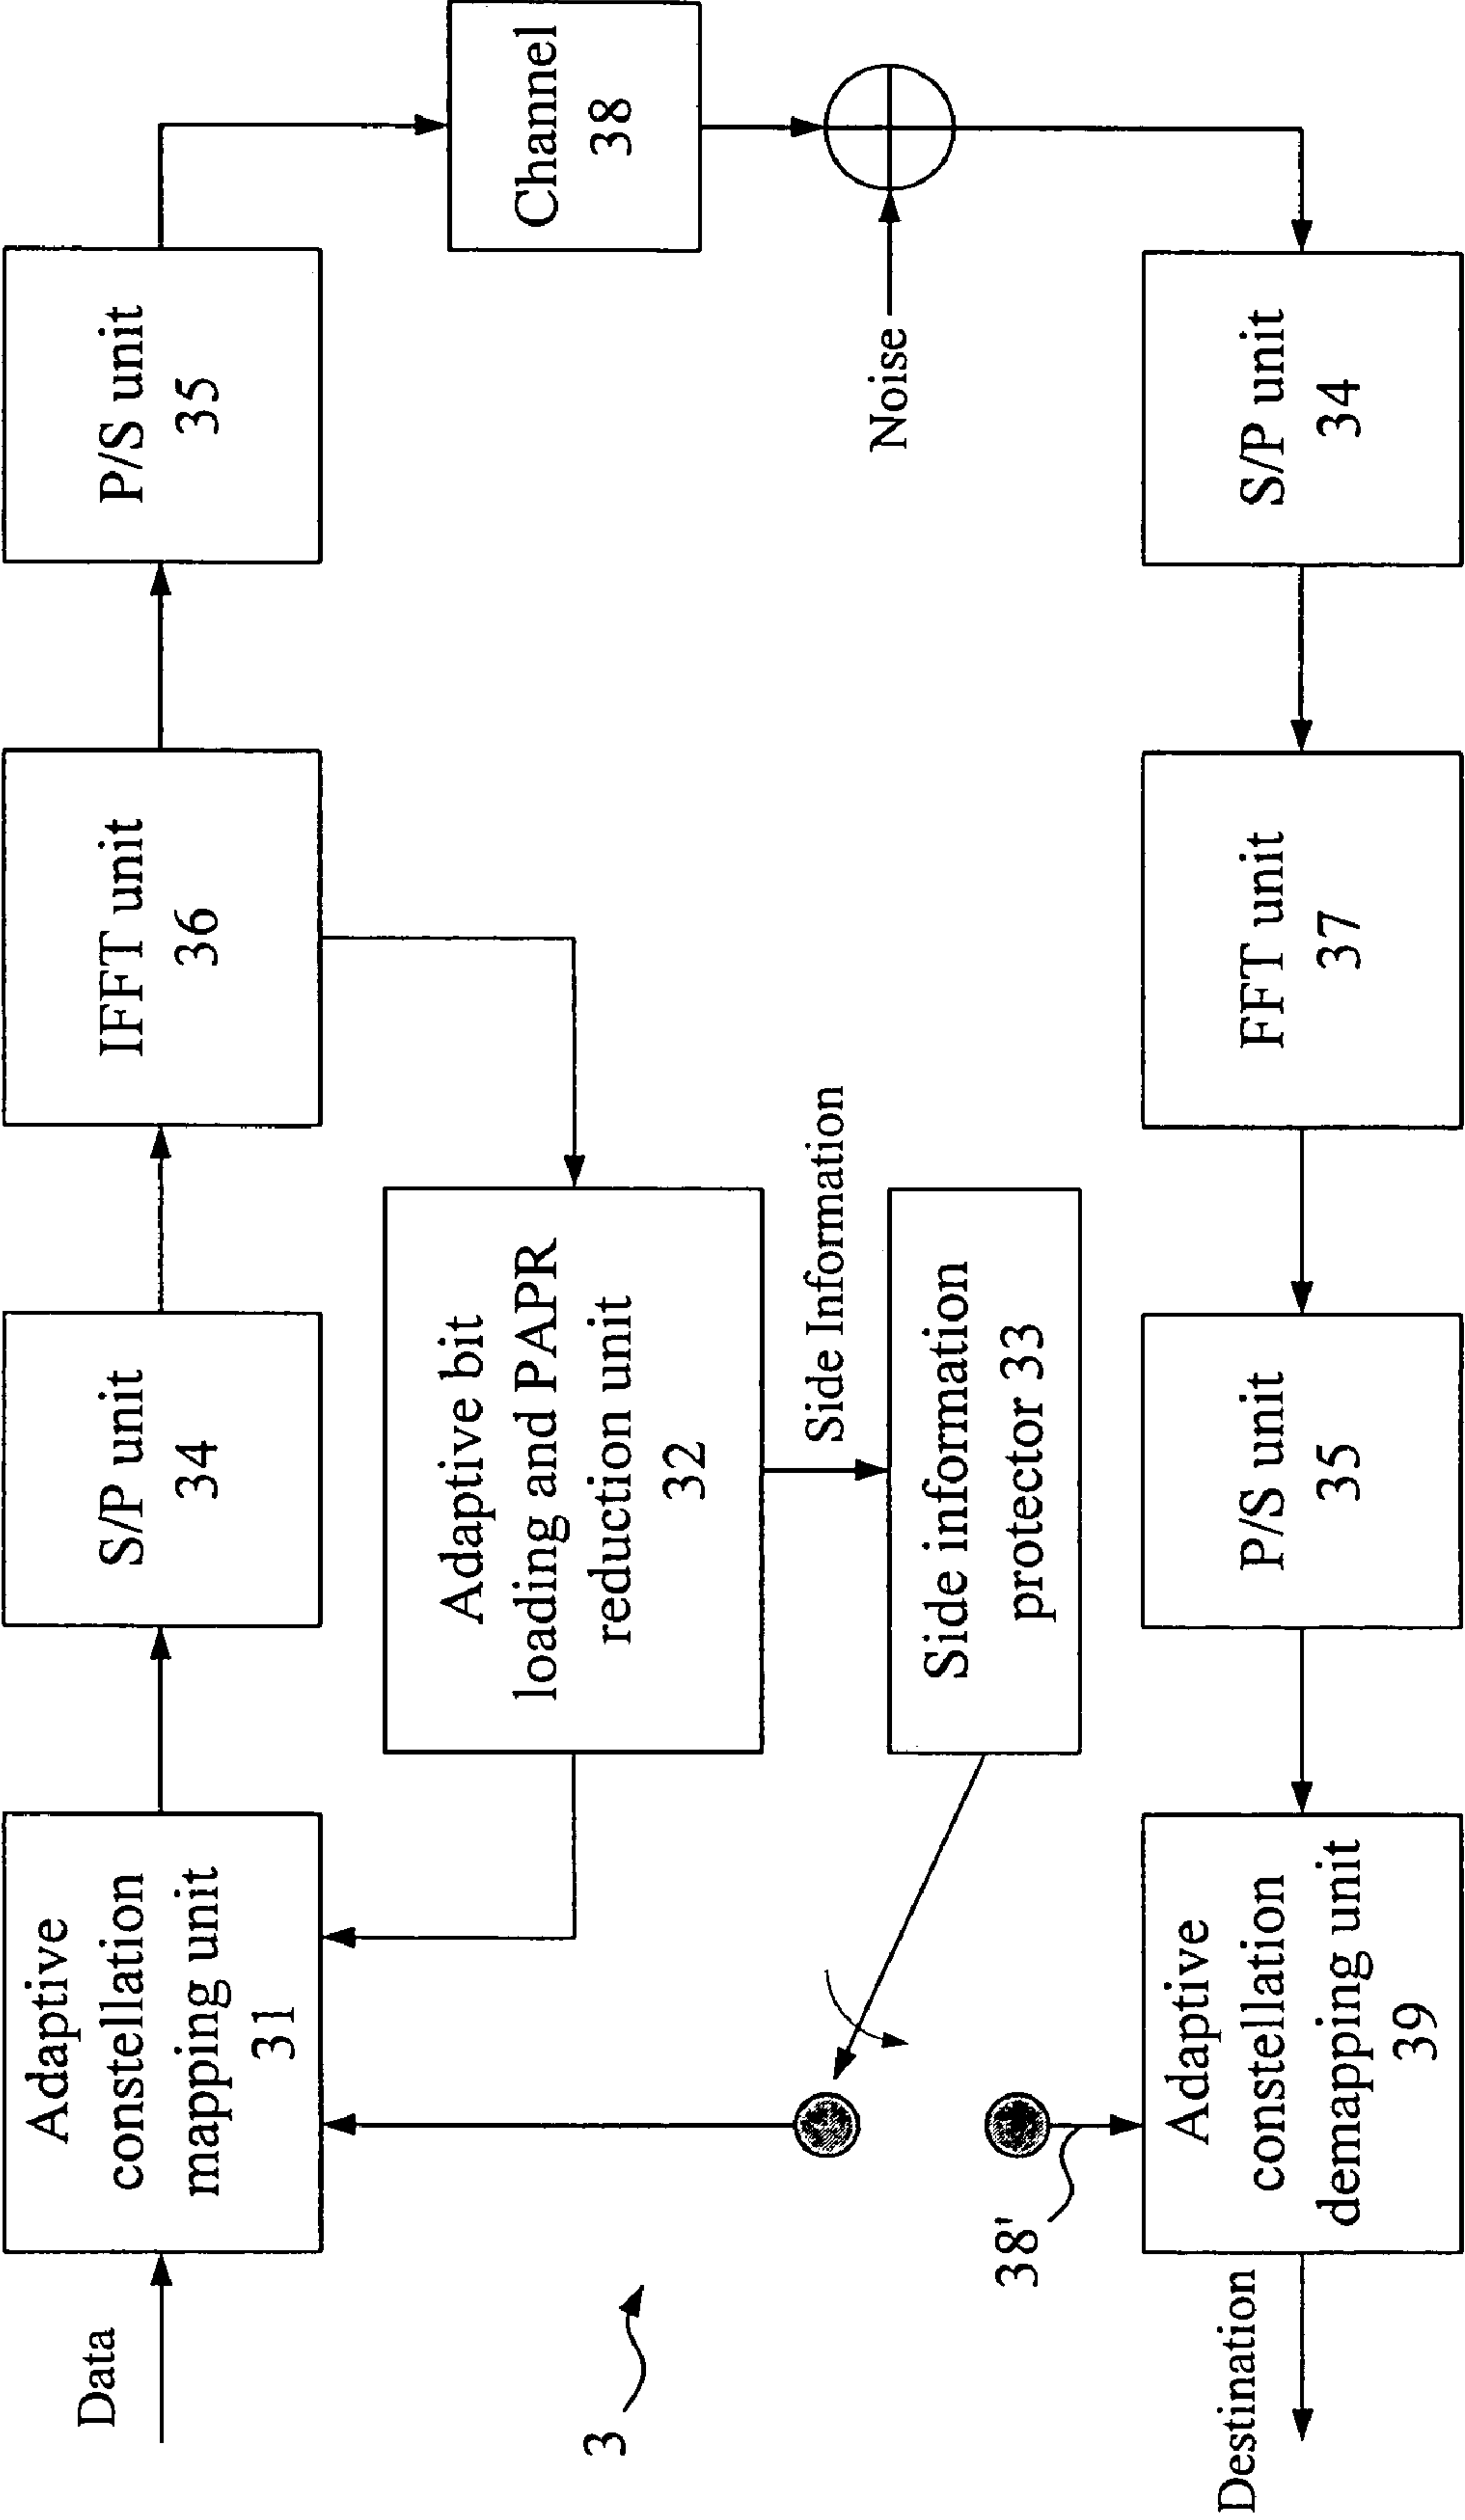 Data
Adaptive
constellation
mapping unit
31
S/P unit
34
IFFT unit
36
P/S unit
35
Channel
38
Adaptive bit
loading and PAPR
reduction unit
32
Side Information
Side information
protector 33
Noise
3
38'
Destination
Adaptive
constellation
demapping unit
39
P/S unit
35
FFT unit
37
S/P unit
34